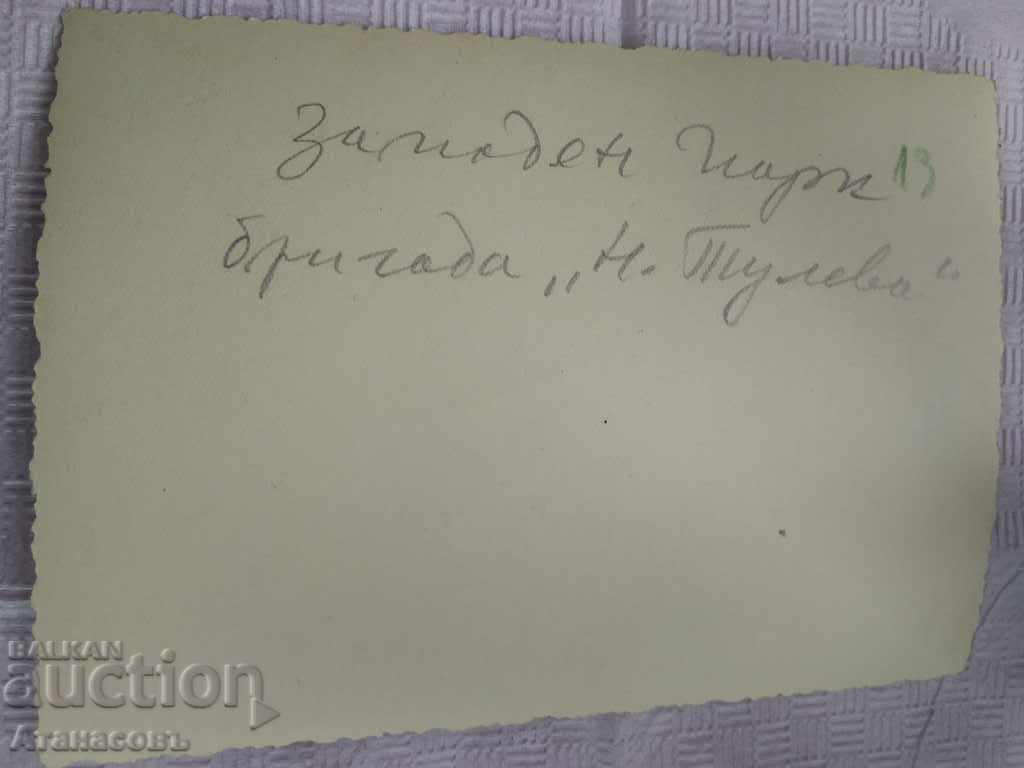 Западен парк 13
бригада „Н. Тулева“
BALKAN
auction
Атанасовъ